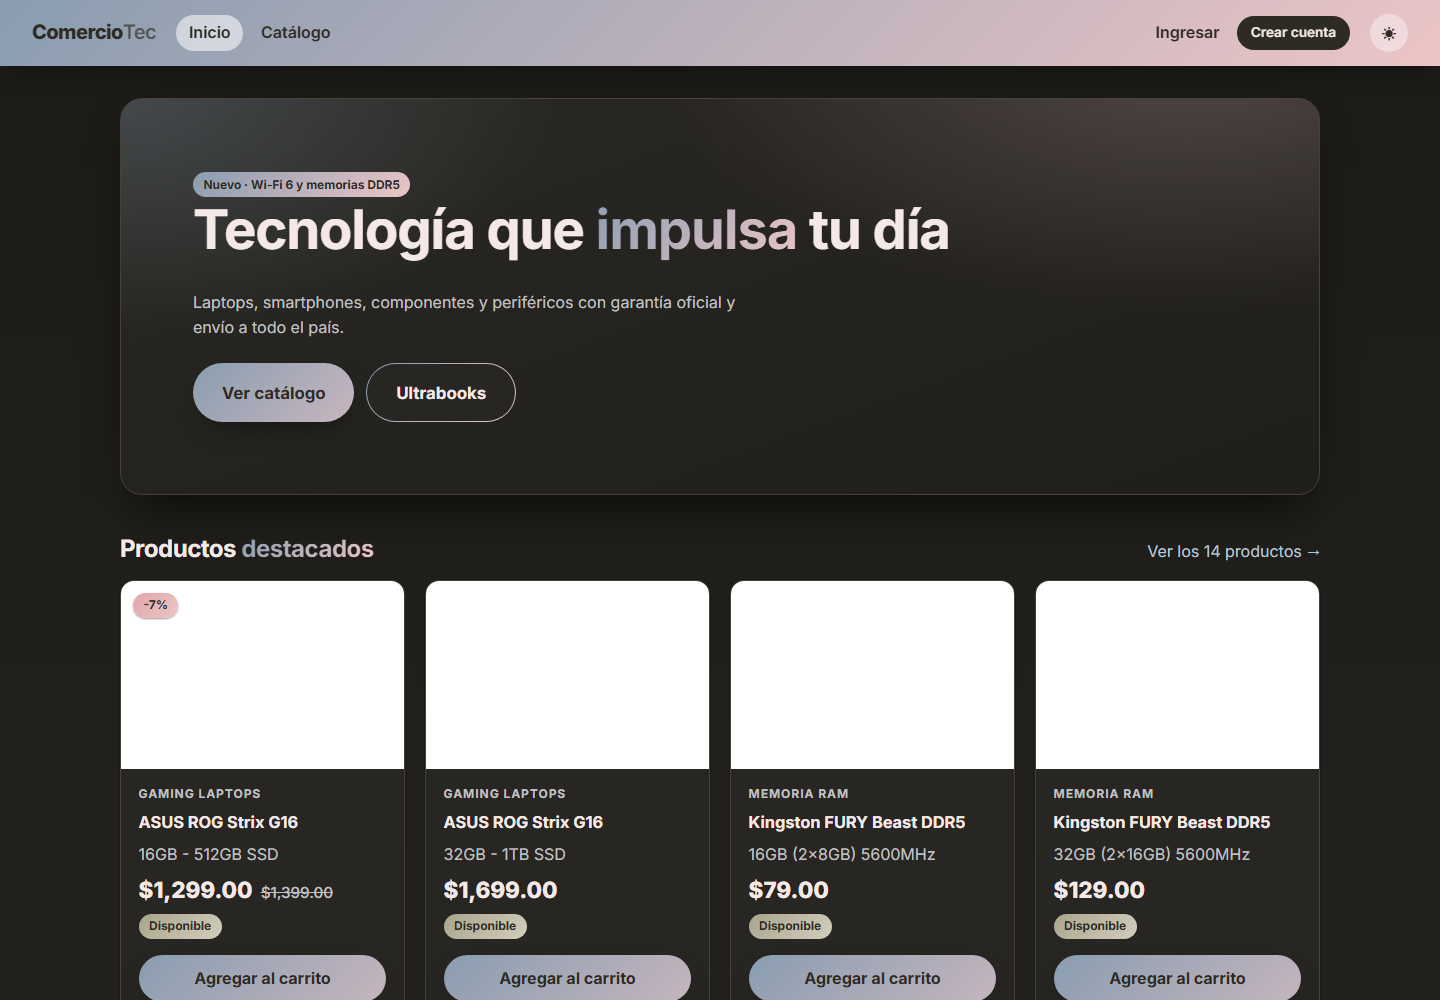 ComercioTec Inicio Catálogo Ingresar Crear cuenta
Nuevo · Wi-Fi 6 y memorias DDR5
Tecnología que impulsa tu día
Laptops, smartphones, componentes y periféricos con garantía oficial y
envío a todo el país.
Ver catálogo Ultrabooks
Productos destacados Ver los 14 productos →
-7%
GAMING LAPTOPS
ASUS ROG Strix G16
16GB - 512GB SSD
$1,299.00 $1,399.00
Disponible
Agregar al carrito
GAMING LAPTOPS
ASUS ROG Strix G16
32GB - 1TB SSD
$1,699.00
Disponible
Agregar al carrito
MEMORIA RAM
Kingston FURY Beast DDR5
16GB (2×8GB) 5600MHz
$79.00
Disponible
Agregar al carrito
MEMORIA RAM
Kingston FURY Beast DDR5
32GB (2×16GB) 5600MHz
$129.00
Disponible
Agregar al carrito